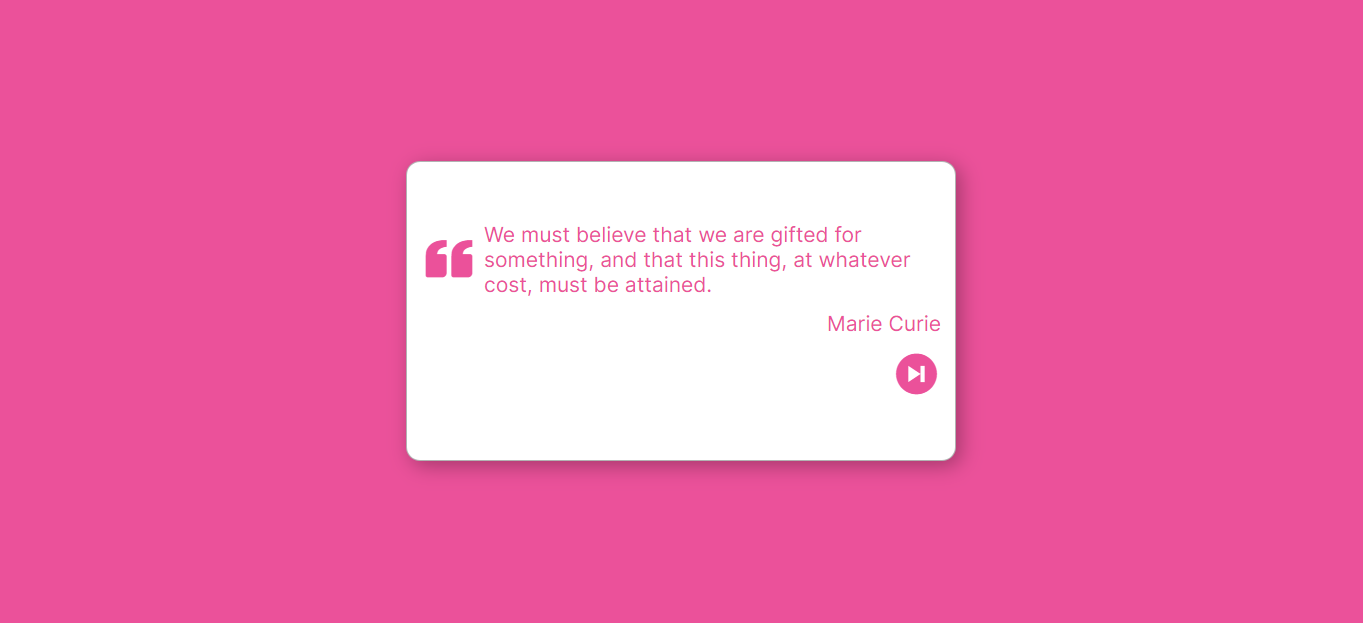 We must believe that we are gifted for
something, and that this thing, at whatever
cost, must be attained.
Marie Curie